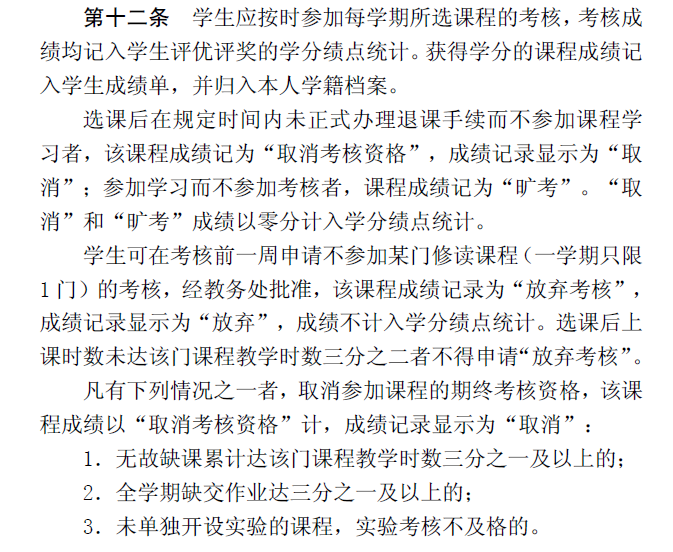 第十二条 学生应按时参加每学期所选课程的考核，考核成
绩均记入学生评优评奖的学分绩点统计。获得学分的课程成绩记
入学生成绩单，并归入本人学籍档案。
选课后在规定时间内未正式办理退课手续而不参加课程学
习者，该课程成绩记为“取消考核资格”，成绩记录显示为“取
消”；参加学习而不参加考核者，课程成绩记为“旷考”。“取
消”和“旷考”成绩以零分计入学分绩点统计。
学生可在考核前一周申请不参加某门修读课程（一学期只限
1 门）的考核，经教务处批准，该课程成绩记录为“放弃考核”，
成绩记录显示为“放弃”，成绩不计入学分绩点统计。选课后上
课时数未达该门课程教学时数三分之二者不得申请“放弃考核”。
凡有下列情况之一者，取消参加课程的期终考核资格，该课
程成绩以“取消考核资格”计，成绩记录显示为“取消”：
1．无故缺课累计达该门课程教学时数三分之一及以上的；
2．全学期缺交作业达三分之一及以上的；
3．未单独开设实验的课程，实验考核不及格的。